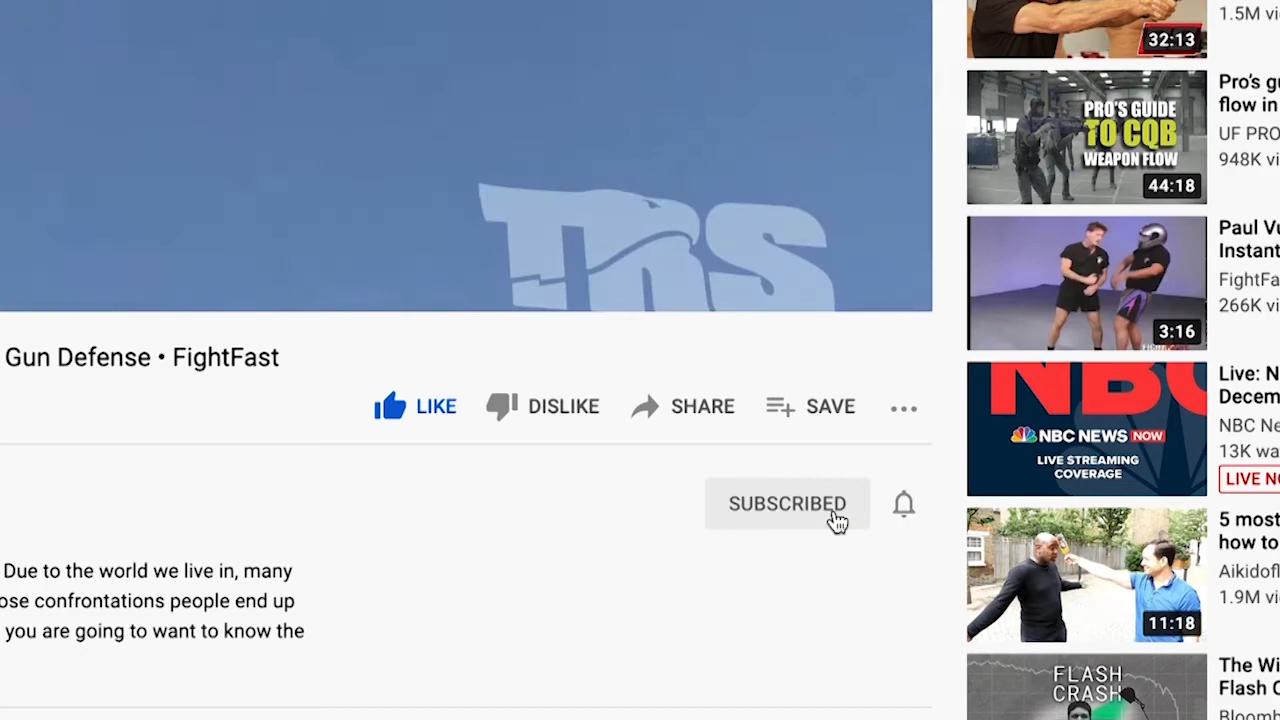 TRS
Gun Defense • FightFast
LIKE
DISLIKE
SHARE
SAVE
SUBSCRIBED
Due to the world we live in, many
ose confrontations people end up
you are going to want to know the
1.5M vi
32:13
PRO'S GUIDE
TO CQB
WEAPON FLOW
44:18
Pro's gu
flow in
UF PRO
948K vi
3:16
Paul Vu
Instant
FightFa
266K vi
NBC
NBC NEWS NOW
LIVE STREAMING
COVERAGE
Live: N
Decem
NBC Ne
13K wa
LIVE NO
11:18
5 most
how to
Aikidofl
1.9M vi
FLASH
CRASH
The Wi
Flash C
Bloomb